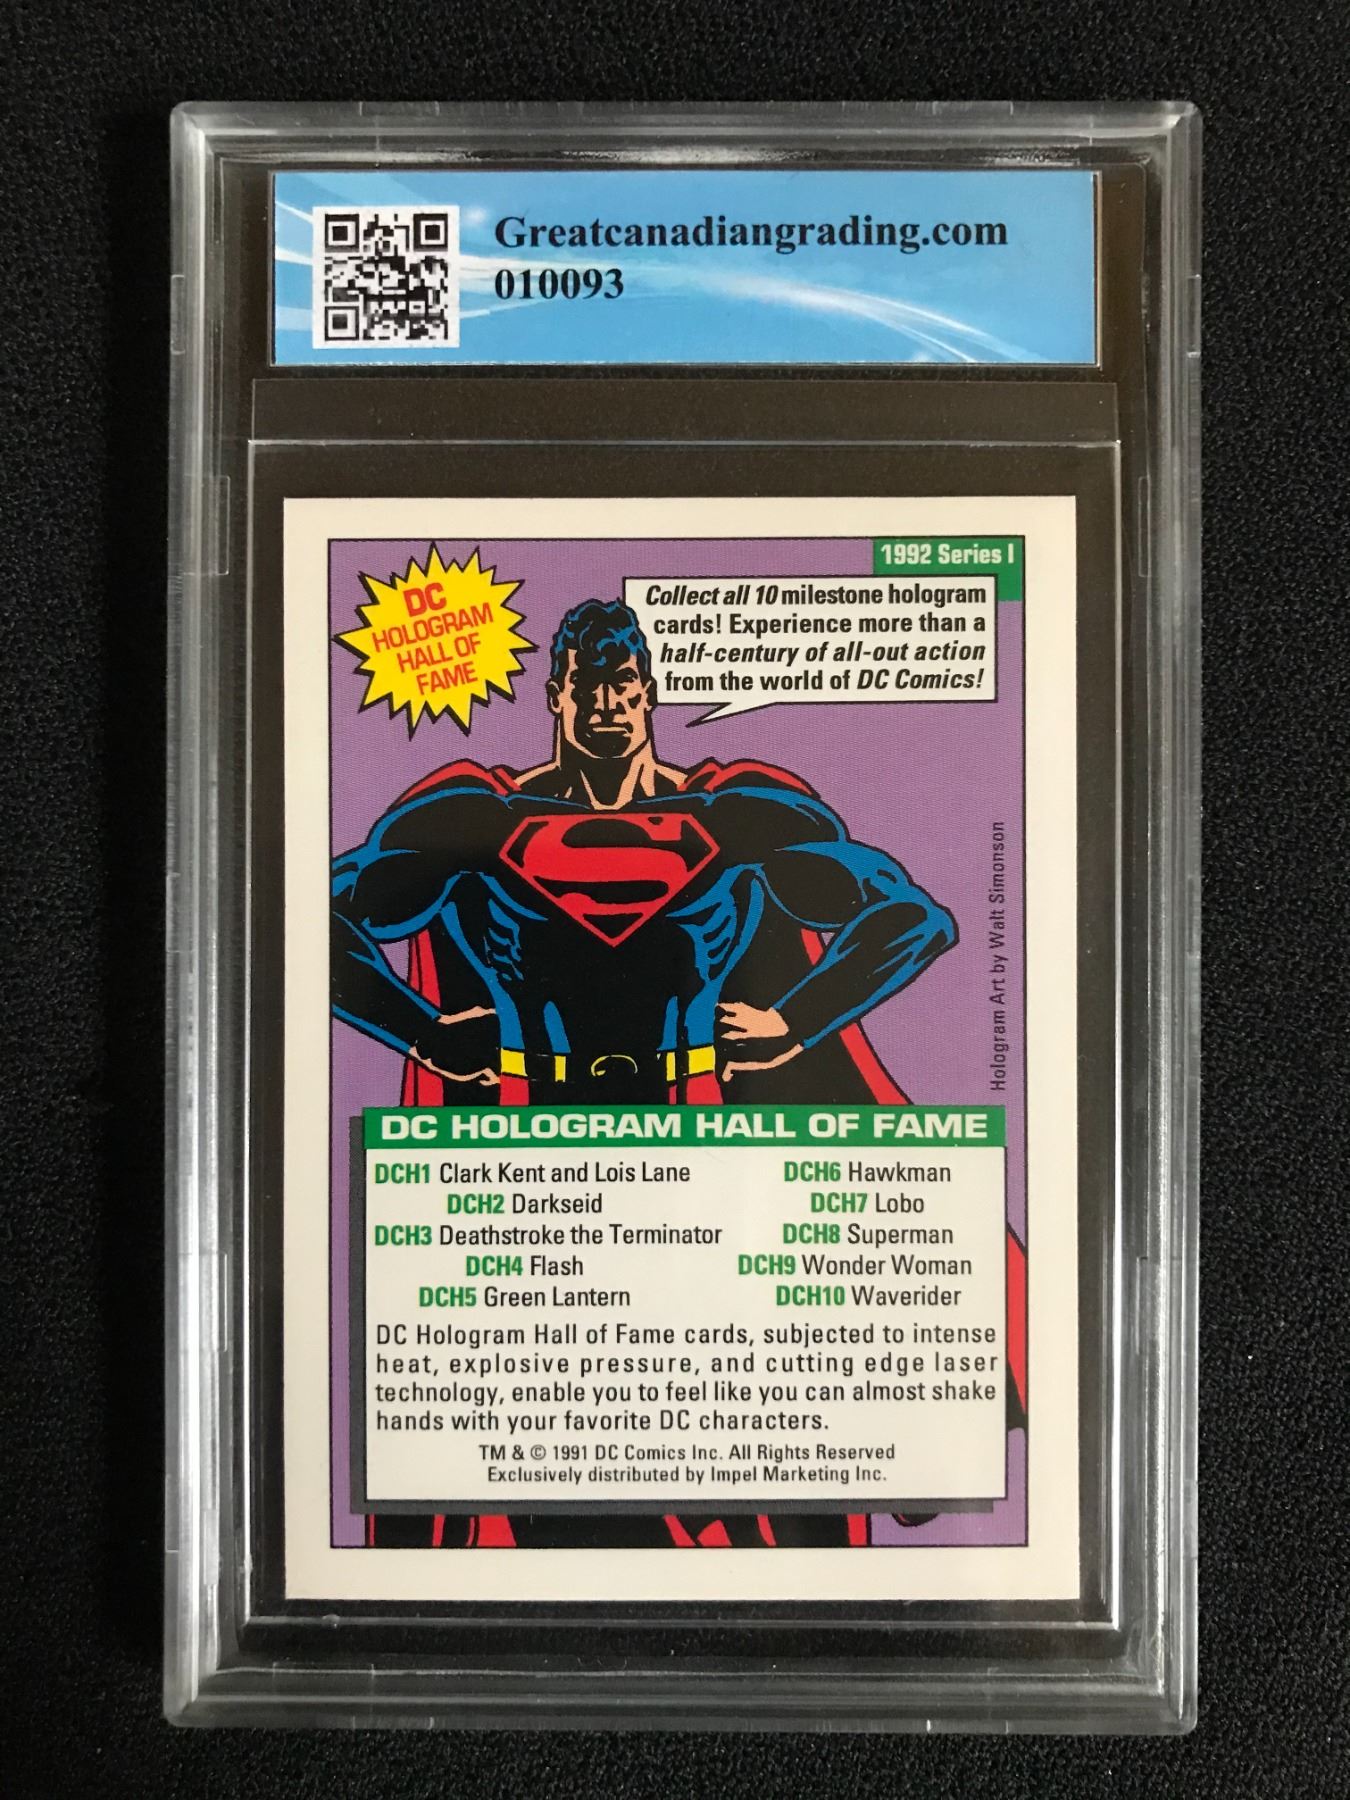 Greatcanadiangrading.com
010093
1992 Series I
DC
HOLOGRAM
HALL OF
FAME
Collect all 10 milestone hologram
cards! Experience more than a
half-century of all-out action
from the world of DC Comics!
Hologram Art by Walt Simonson
DC HOLOGRAM HALL OF FAME
DCH1 Clark Kent and Lois Lane
DCH2 Darkseid
DCH3 Deathstroke the Terminator
DCH4 Flash
DCH5 Green Lantern
DCH6 Hawkman
DCH7 Lobo
DCH8 Superman
DCH9 Wonder Woman
DCH10 Waverider
DC Hologram Hall of Fame cards, subjected to intense
heat, explosive pressure, and cutting edge laser
technology, enable you to feel like you can almost shake
hands with your favorite DC characters.
TM & © 1991 DC Comics Inc. All Rights Reserved
Exclusively distributed by Impel Marketing Inc.